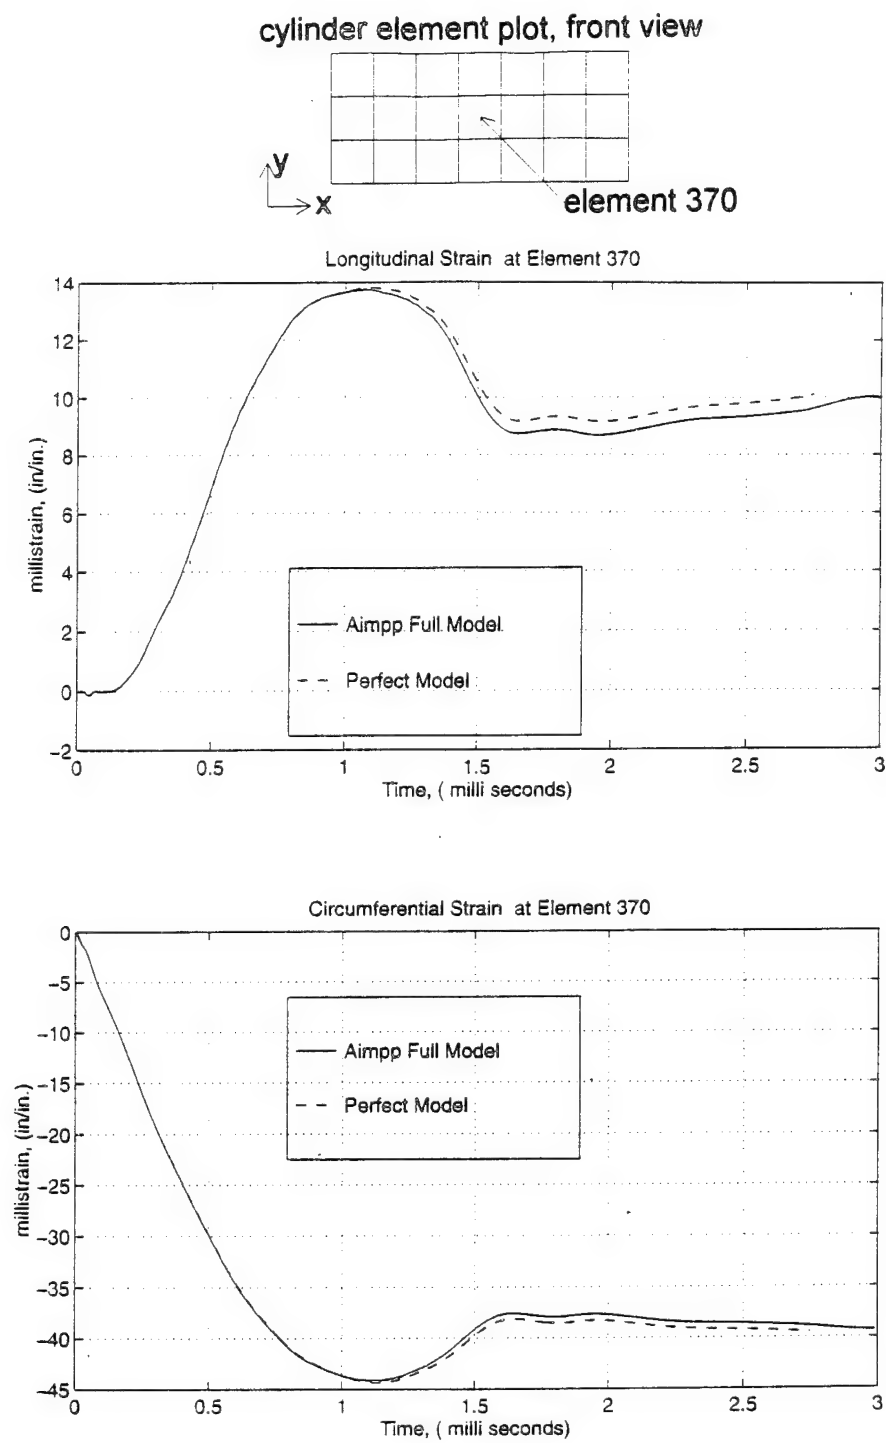 cylinder element plot, front view
y
x
element 370
Longitudinal Strain at Element 370
14
12
10
8
6
4
2
0
−2
millistrain, (in/in.)
Aimpp Full Model
Perfect Model
0 0.5 1 1.5 2 2.5 3
Time, ( milli seconds)
Circumferential Strain at Element 370
0
−5
−10
−15
−20
−25
−30
−35
−40
−45
millistrain, (in/in.)
Aimpp Full Model
Perfect Model
0 0.5 1 1.5 2 2.5 3
Time, ( milli seconds)